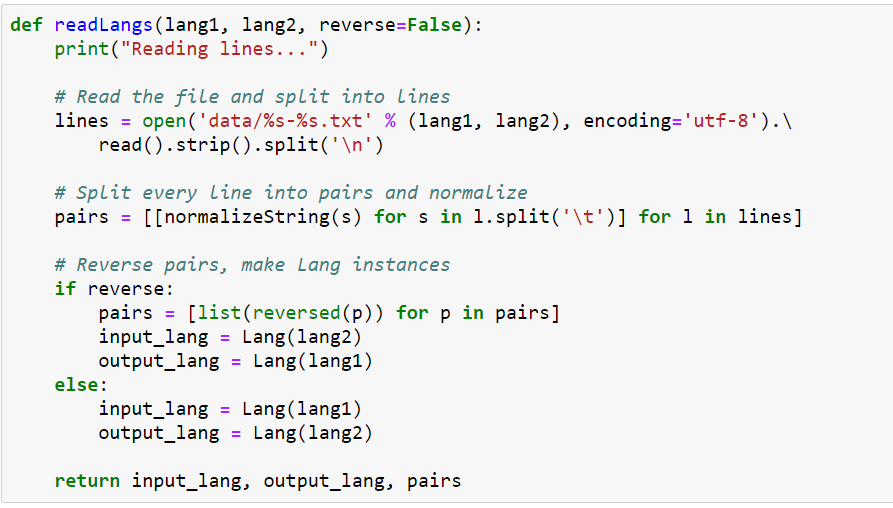 def readLangs(lang1, lang2, reverse=False):
    print("Reading lines...")

    # Read the file and split into lines
    lines = open('data/%s-%s.txt' % (lang1, lang2), encoding='utf-8').\
        read().strip().split('\n')

    # Split every line into pairs and normalize
    pairs = [[normalizeString(s) for s in l.split('\t')] for l in lines]

    # Reverse pairs, make Lang instances
    if reverse:
        pairs = [list(reversed(p)) for p in pairs]
        input_lang = Lang(lang2)
        output_lang = Lang(lang1)
    else:
        input_lang = Lang(lang1)
        output_lang = Lang(lang2)

    return input_lang, output_lang, pairs